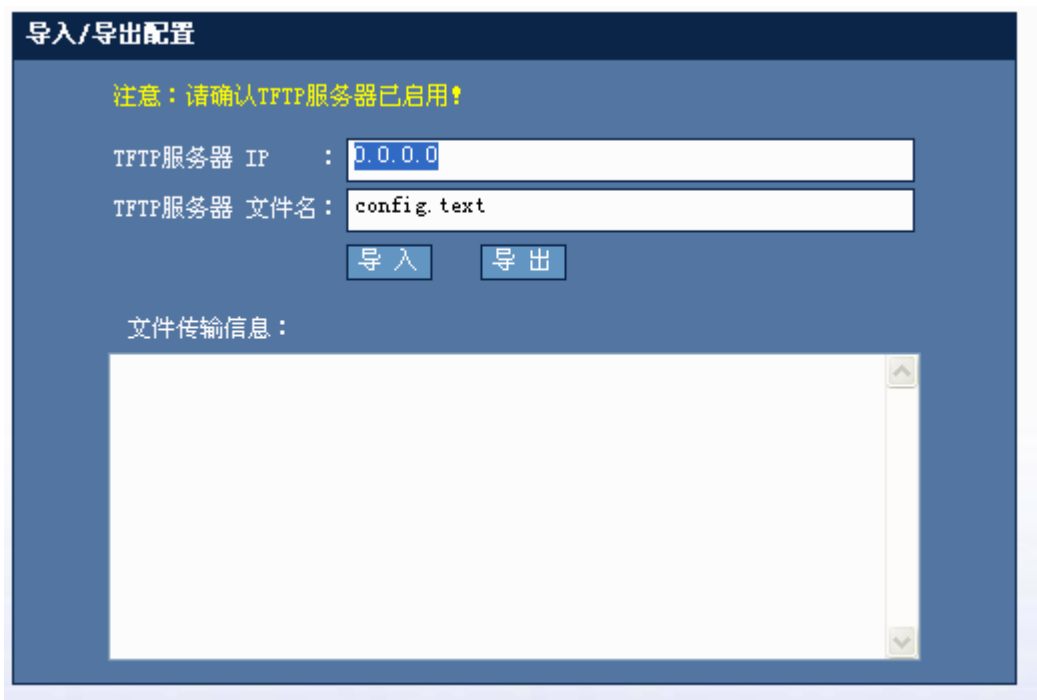 导入/导出配置
注意：请确认TFTP服务器已启用！
TFTP服务器 IP ： 0.0.0.0
TFTP服务器 文件名： config.text
导 入 导 出
文件传输信息：